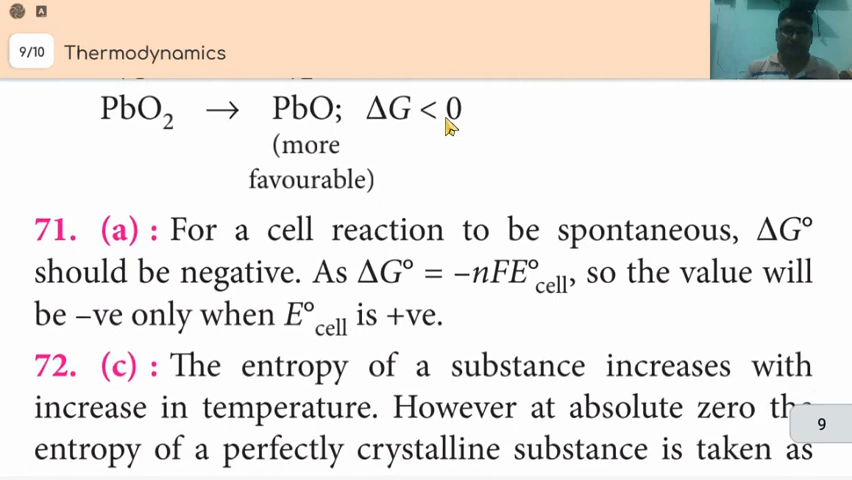 A
9/10 Thermodynamics
PbO₂ → PbO; ΔG < 0
(more
favourable)
71. (a) : For a cell reaction to be spontaneous, ΔG°
should be negative. As ΔG° = –nFE°cell, so the value will
be –ve only when E°cell is +ve.
72. (c) : The entropy of a substance increases with
increase in temperature. However at absolute zero the
entropy of a perfectly crystalline substance is taken as
9